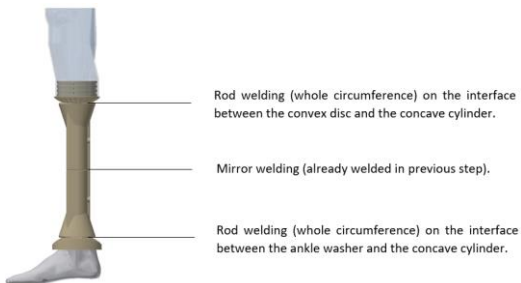 Rod welding (whole circumference) on the interface
between the convex disc and the concave cylinder.
Mirror welding (already welded in previous step).
Rod welding (whole circumference) on the interface
between the ankle washer and the concave cylinder.